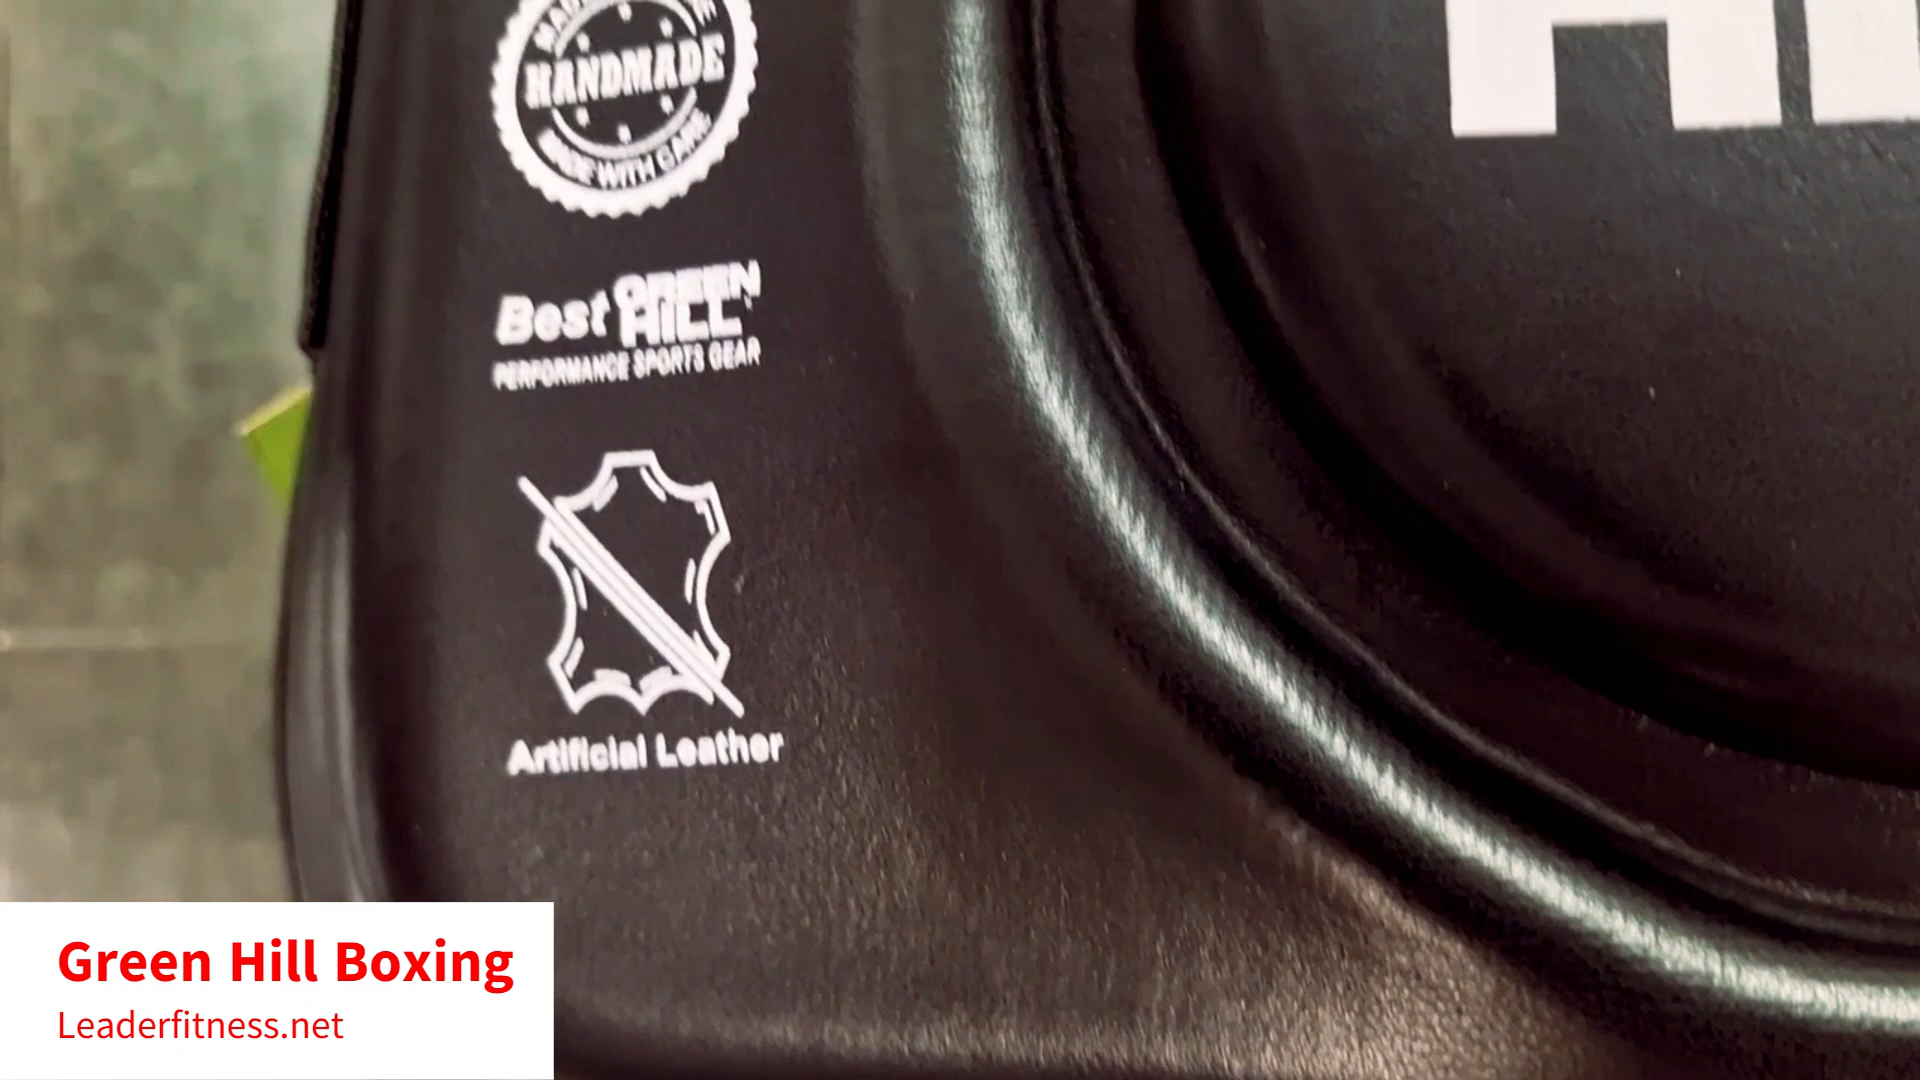 HANDMADE
MADE WITH CARE
Best GREEN
HILL
PERFORMANCE SPORTS GEAR
Artificial Leather
Green Hill Boxing
Leaderfitness.net